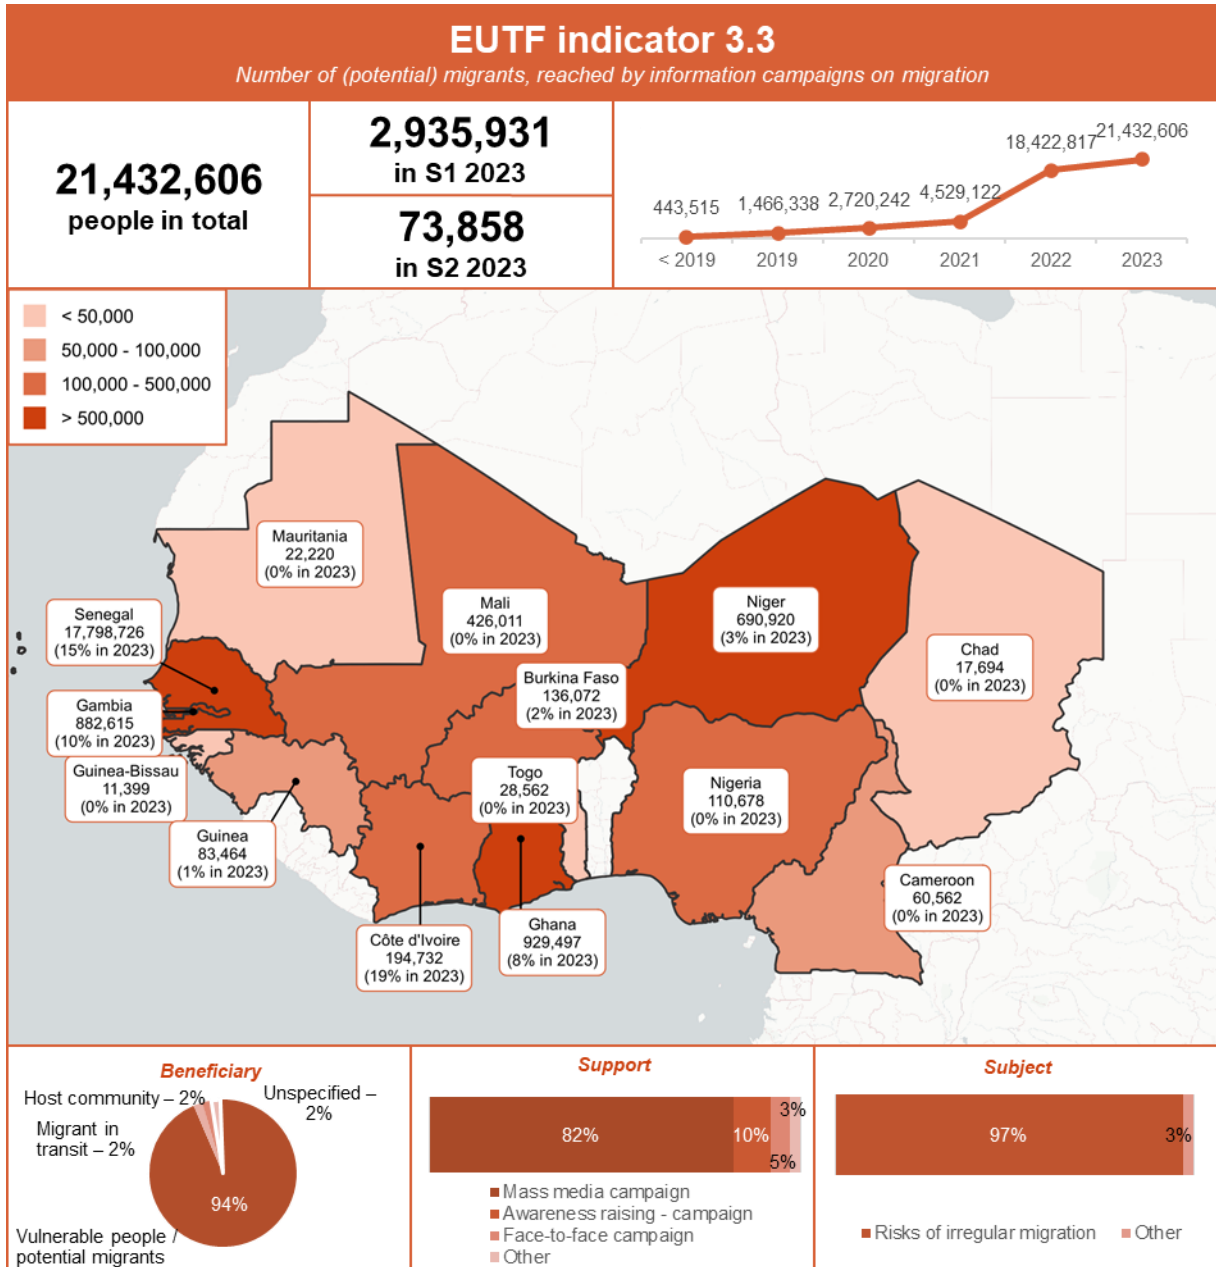 EUTF indicator 3.3
Number of (potential) migrants, reached by information campaigns on migration
21,432,606
people in total
2,935,931
in S1 2023
73,858
in S2 2023
443,515
1,466,338
2,720,242
4,529,122
18,422,817
21,432,606
< 2019
2019
2020
2021
2022
2023
< 50,000
50,000 - 100,000
100,000 - 500,000
> 500,000
Mauritania
22,220
(0% in 2023)
Senegal
17,798,726
(15% in 2023)
Mali
426,011
(0% in 2023)
Niger
690,920
(3% in 2023)
Chad
17,694
(0% in 2023)
Burkina Faso
136,072
(2% in 2023)
Gambia
882,615
(10% in 2023)
Guinea-Bissau
11,399
(0% in 2023)
Togo
28,562
(0% in 2023)
Nigeria
110,678
(0% in 2023)
Guinea
83,464
(1% in 2023)
Cameroon
60,562
(0% in 2023)
Côte d'Ivoire
194,732
(19% in 2023)
Ghana
929,497
(8% in 2023)
Beneficiary
Host community – 2%
Unspecified –
2%
Migrant in
transit – 2%
94%
Vulnerable people /
potential migrants
Support
82%
10%
5%
3%
Mass media campaign
Awareness raising - campaign
Face-to-face campaign
Other
Subject
97%
3%
Risks of irregular migration
Other